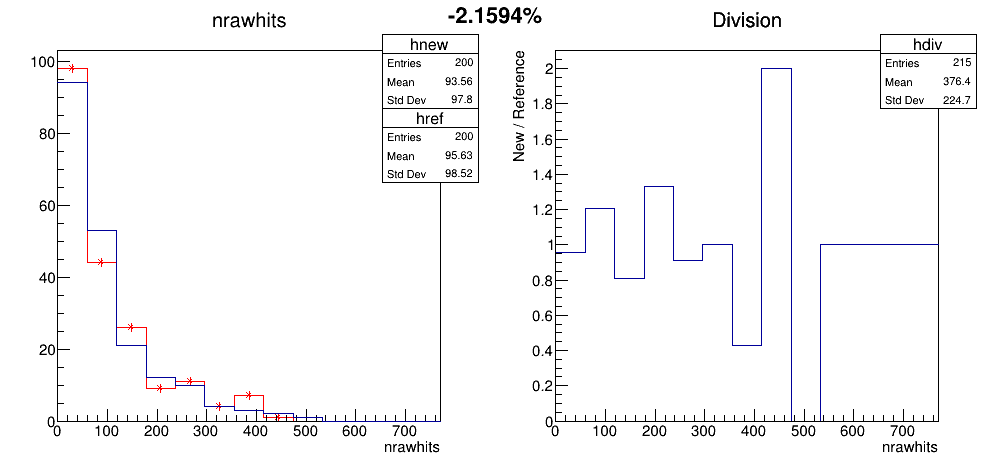 -2.1594%
nrawhits
hnew
Entries 200
Mean 93.56
Std Dev 97.8
href
Entries 200
Mean 95.63
Std Dev 98.52
100
80
60
40
20
0
0 100 200 300 400 500 600 700
nrawhits
Division
hdiv
Entries 215
Mean 376.4
Std Dev 224.7
New / Reference
2
1.8
1.6
1.4
1.2
1
0.8
0.6
0.4
0.2
0
0 100 200 300 400 500 600 700
nrawhits